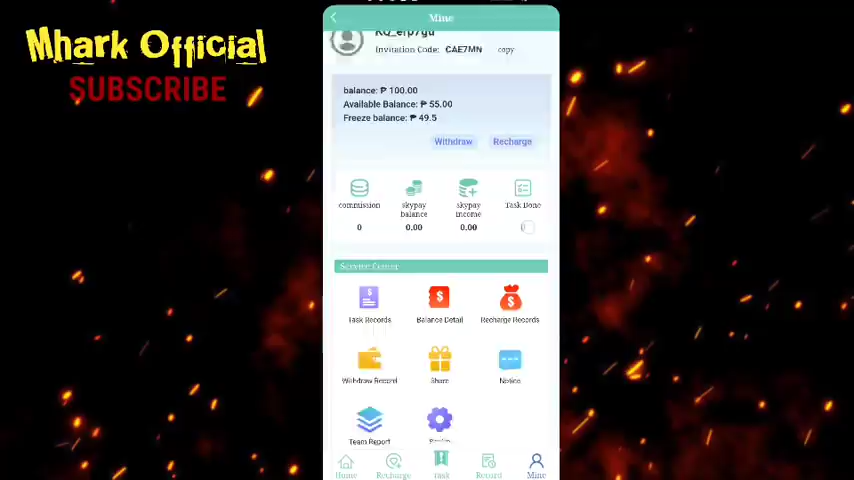 Mhark Official
SUBSCRIBE
Mine
Invitation Code: CAE7MN copy
balance: ₱ 100.00
Available Balance: ₱ 55.00
Freeze balance: ₱ 49.5
Withdraw Recharge
commission skypay balance skypay income Task Done
0 0.00 0.00 0
Service Center
Task Records Balance Detail Recharge Records
Withdraw Record Share Notice
Team Report
Home Recharge Task Record Mine